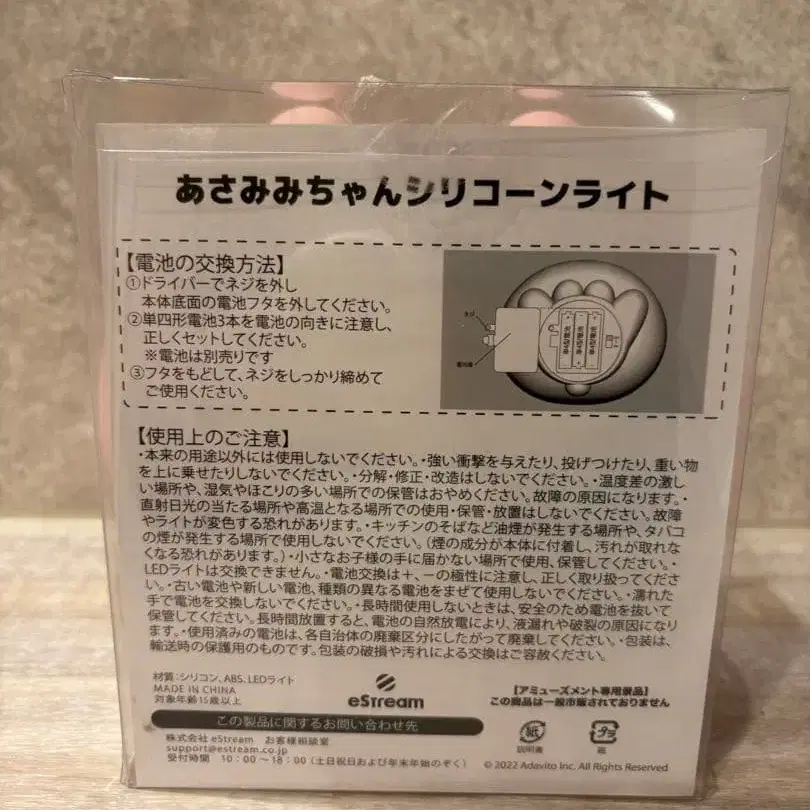 あさみみちゃんシリコーンライト
【電池の交換方法】
①ドライバーでネジを外し
本体底面の電池フタを外してください。
②単四形電池3本を電池の向きに注意し、
正しくセットしてください。
※電池は別売りです
③フタをもどして、ネジをしっかり締めて
ご使用ください。
ネジ
【使用上のご注意】
・本来の用途以外には使用しないでください。・強い衝撃を与えたり、投げつけたり、重い物
を上に乗せたりしないでください。・分解・修正・改造はしないでください。・温度差の激し
い場所や、湿気やほこりの多い場所での保管はおやめください。故障の原因になります。・
直射日光の当たる場所や高温となる場所での使用・保管・放置はしないでください。故障
やライトが変色する恐れがあります。・キッチンのそばなど油煙が発生する場所や、タバコ
の煙が発生する場所で使用しないでください。（煙の成分が本体に付着し、汚れが取れな
くなる恐れがあります。）・小さなお子様の手に届かない場所で使用、保管してください。・
LEDライトは交換できません。・電池交換は＋、－の極性に注意し、正しく取り扱ってくだ
さい。・古い電池や新しい電池、種類の異なる電池をまぜて使用しないでください。・濡れた
手で電池を交換しないでください。・長時間使用しないときは、安全のため電池を抜いて
保管してください。長時間放置すると、電池の自然放電により、液漏れや破裂の原因になり
ます。・使用済みの電池は、各自治体の廃棄区分にしたがって廃棄してください。・包装は、
輸送時の保護用のものです。包装の破損や汚れによる交換はご容赦ください。
材質：シリコン、ABS、LEDライト
MADE IN CHINA
対象年齢15歳以上
eStream
【アミューズメント専用景品】
この商品は一般市販されておりません
この製品に関するお問い合わせ先
株式会社 eStream お客様相談室
support@estream.co.jp
受付時間 10：00～18：00（土日祝日および年末年始のぞく）
紙
説明書
プラ
箱
© 2022 Adavito Inc. All Rights Reserved.